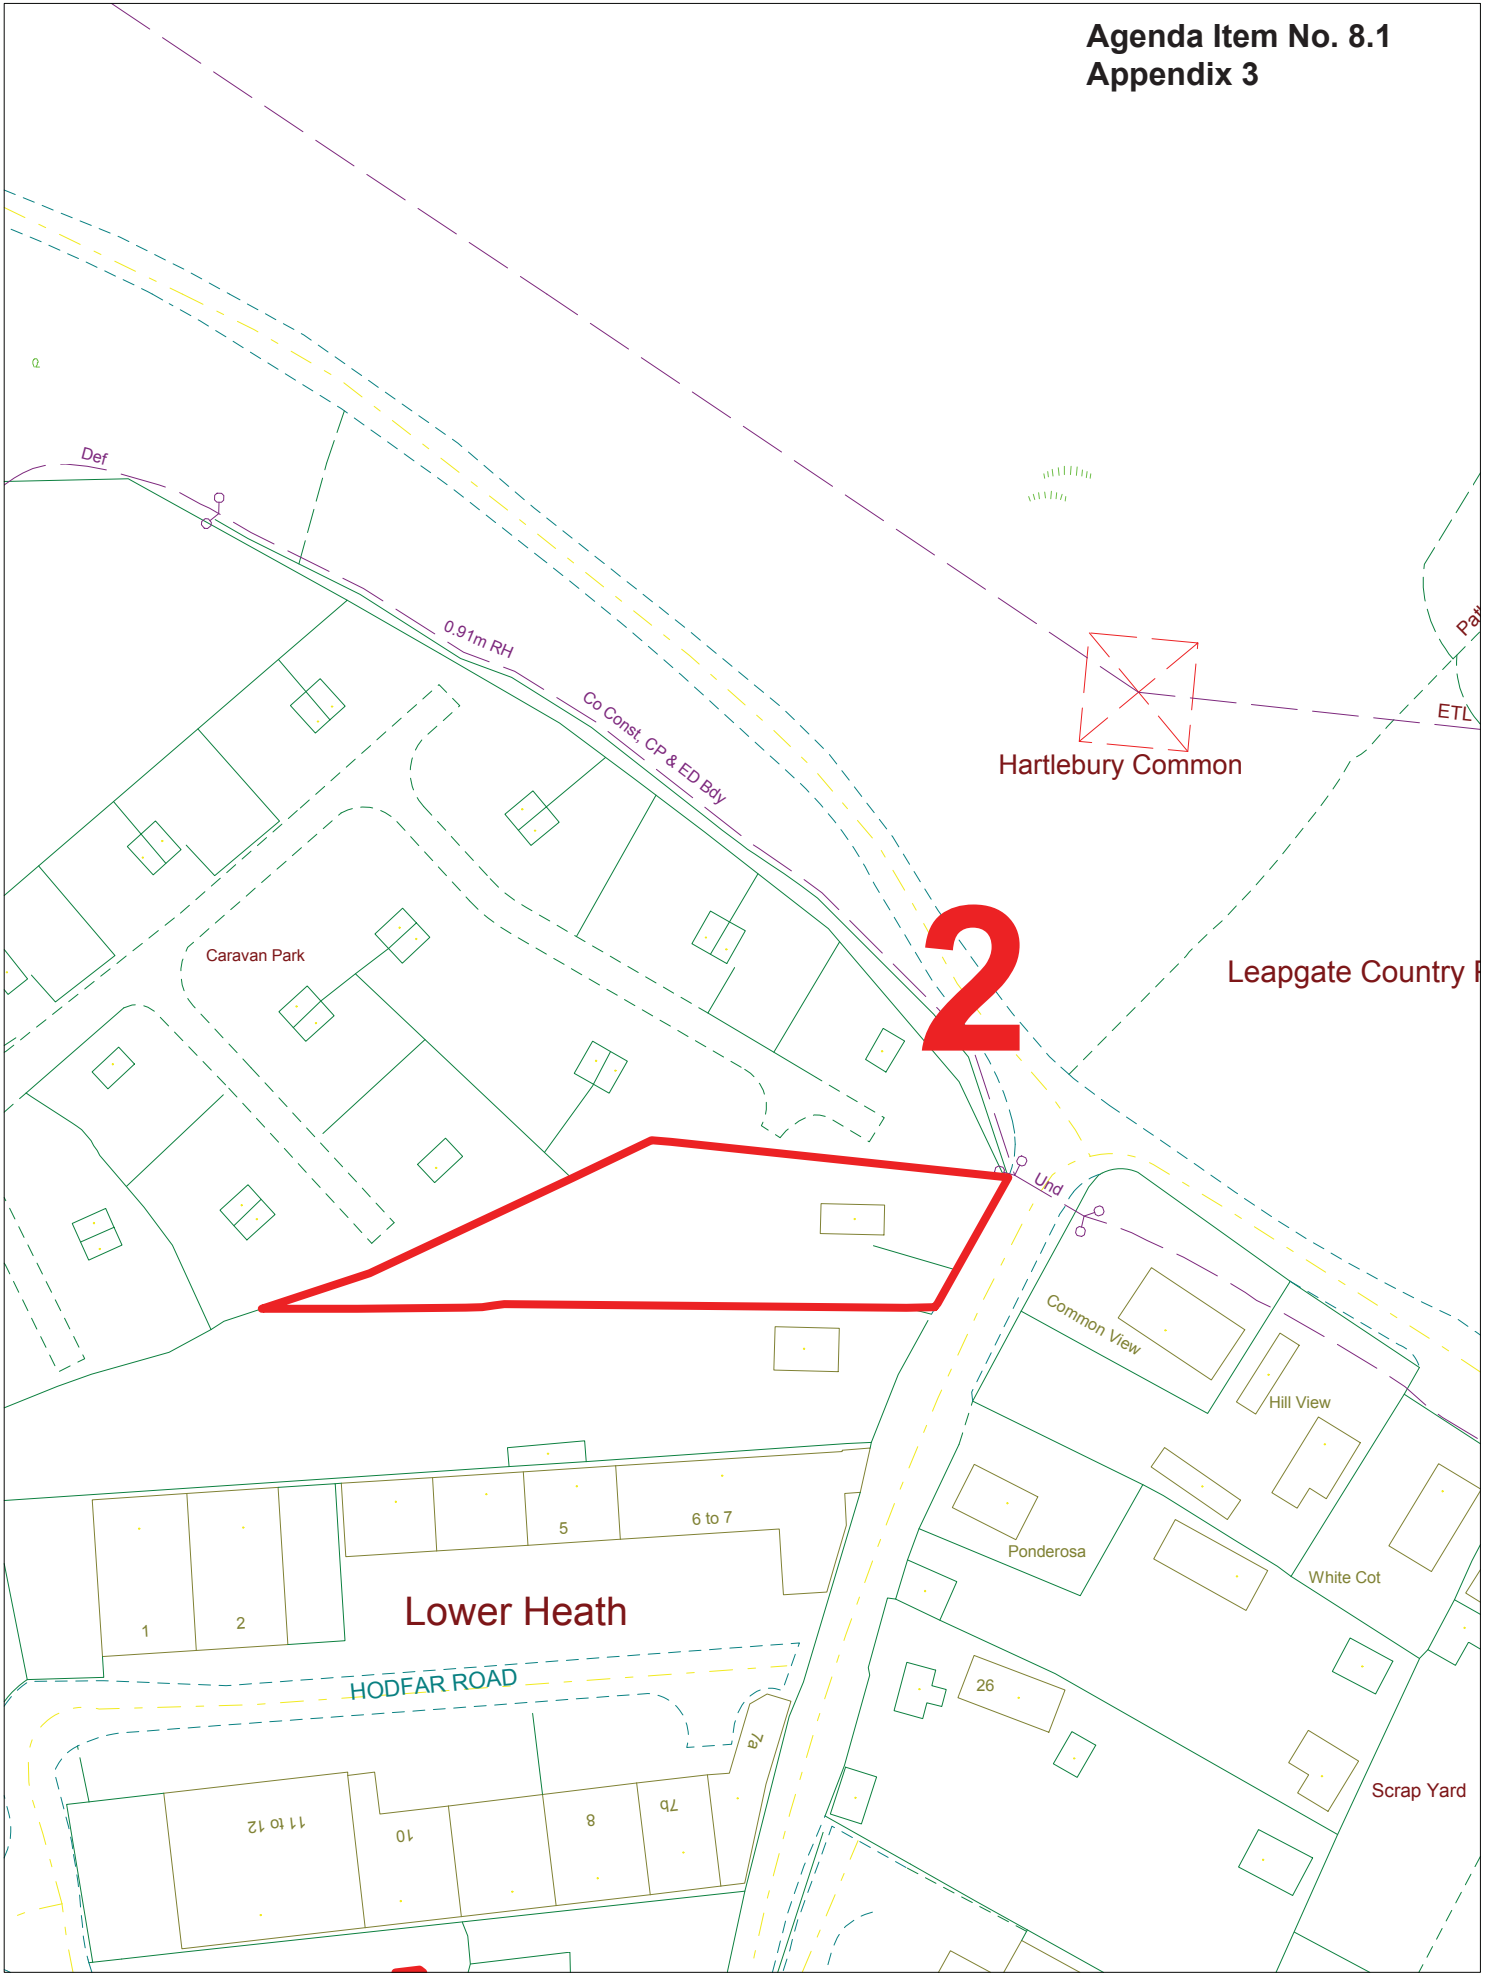 Agenda Item No. 8.1
Appendix 3
Def
0.91m RH
Co Const, CP & ED Bdy
ETL
Hartlebury Common
2
Caravan Park
Leapgate Country
Und
Common View
Hill View
5
6 to 7
Ponderosa
White Cot
Lower Heath
1
2
HODFAR ROAD
26
7a
Scrap Yard
11 to 12
10
8
7b